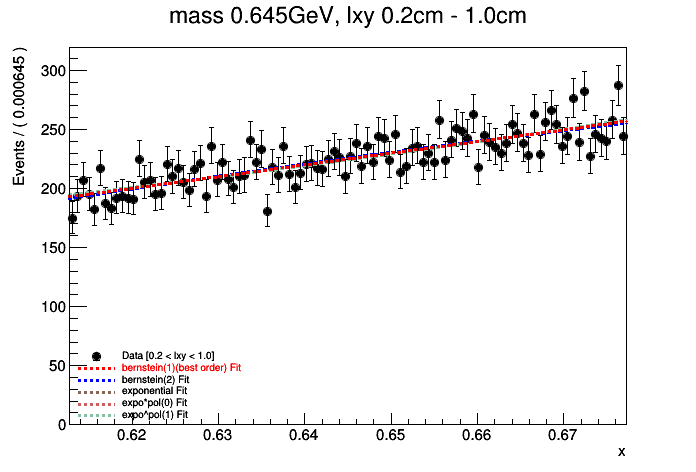 mass 0.645GeV, lxy 0.2cm - 1.0cm
Events / ( 0.000645 )
300
250
200
150
100
50
0
Data [0.2 < lxy < 1.0]
bernstein(1)(best order) Fit
bernstein(2) Fit
exponential Fit
expo*pol(0) Fit
expo^pol(1) Fit
0.62 0.63 0.64 0.65 0.66 0.67
x